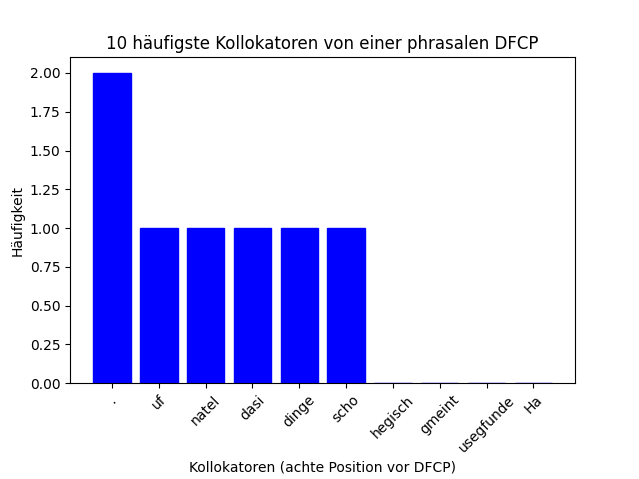 10 häufigste Kollokatoren von einer phrasalen DFCP
Häufigkeit
2.00
1.75
1.50
1.25
1.00
0.75
0.50
0.25
0.00
. uf natel dasi dinge scho hegisch gmeint usegfunde Ha
Kollokatoren (achte Position vor DFCP)